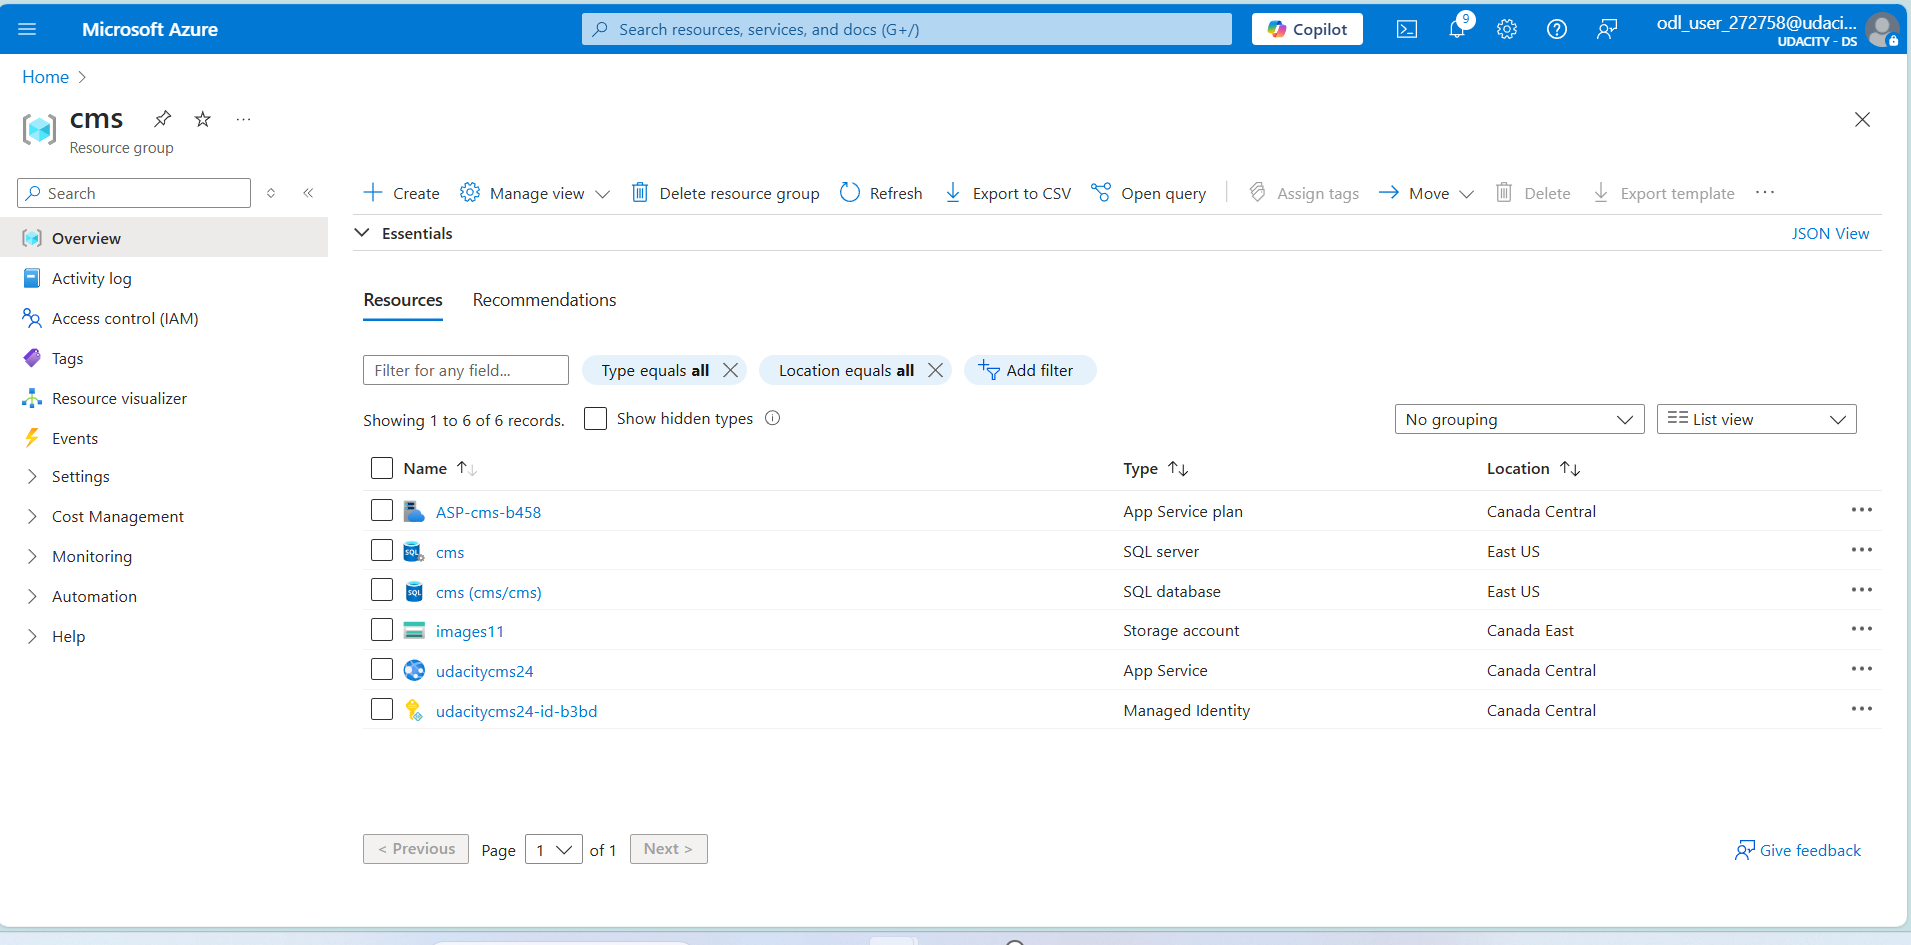 Microsoft Azure
Search resources, services, and docs (G+/)
Copilot
9
odl_user_272758@udaci...
UDACITY - DS
Home
cms
Resource group
Search
Overview
Activity log
Access control (IAM)
Tags
Resource visualizer
Events
Settings
Cost Management
Monitoring
Automation
Help
Create
Manage view
Delete resource group
Refresh
Export to CSV
Open query
Assign tags
Move
Delete
Export template
Essentials
JSON View
Resources
Recommendations
Filter for any field...
Type equals all
Location equals all
Add filter
Showing 1 to 6 of 6 records.
Show hidden types
No grouping
List view
Name Type Location
ASP-cms-b458 App Service plan Canada Central
SQL cms SQL server East US
SQL cms (cms/cms) SQL database East US
images11 Storage account Canada East
udacitycms24 App Service Canada Central
udacitycms24-id-b3bd Managed Identity Canada Central
< Previous Page 1 of 1 Next >
Give feedback